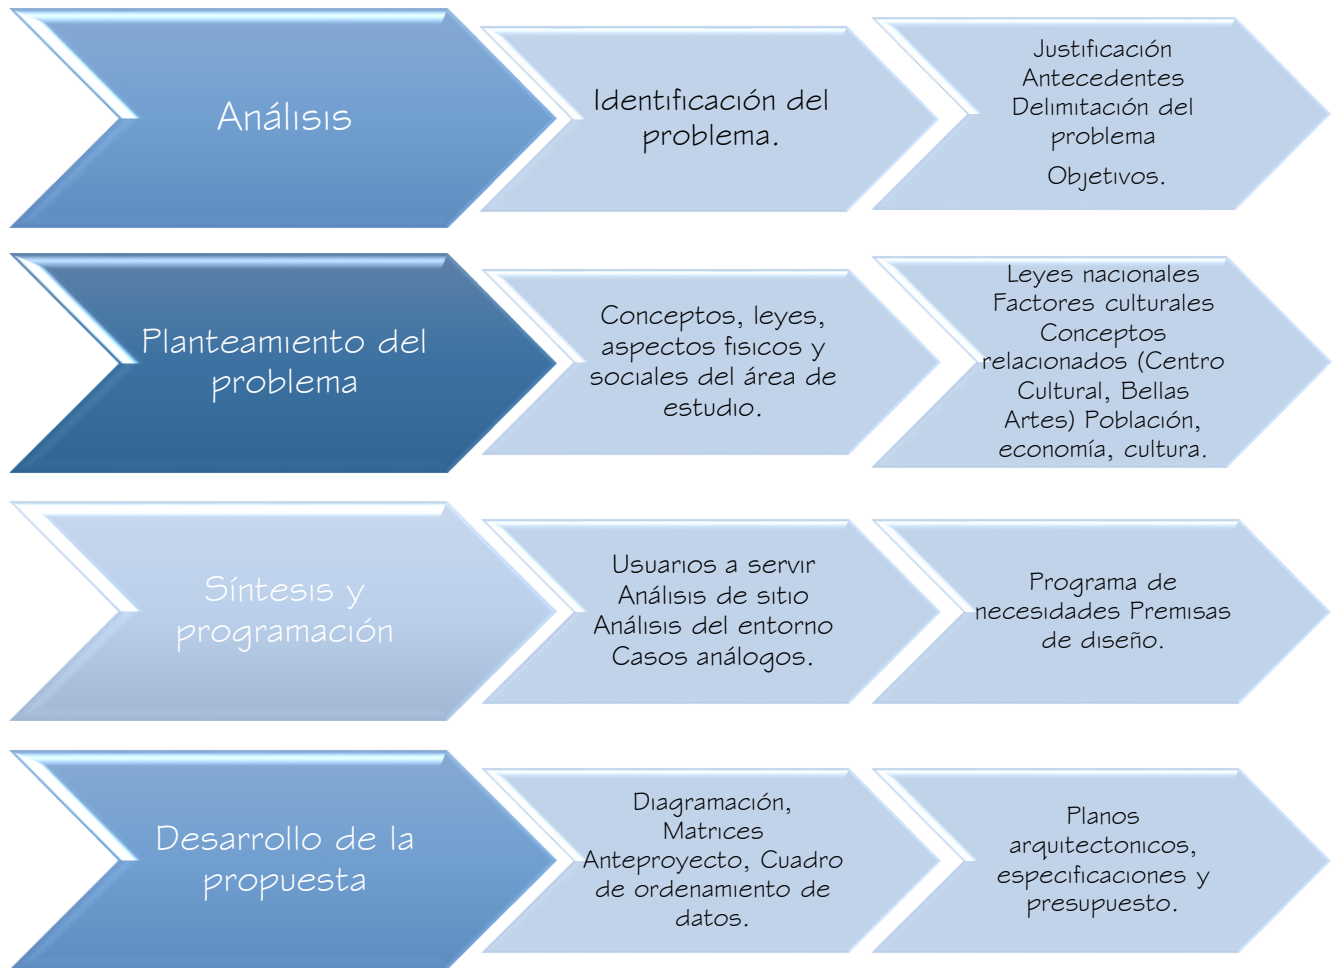 Análisis
Identificación del
problema.
Justificación
Antecedentes
Delimitación del
problema
Objetivos.
Planteamiento del
problema
Conceptos, leyes,
aspectos fisicos y
sociales del área de
estudio.
Leyes nacionales
Factores culturales
Conceptos
relacionados (Centro
Cultural, Bellas
Artes) Población,
economía, cultura.
Síntesis y
programación
Usuarios a servir
Análisis de sitio
Análisis del entorno
Casos análogos.
Programa de
necesidades Premisas
de diseño.
Desarrollo de la
propuesta
Diagramación,
Matrices
Anteproyecto, Cuadro
de ordenamiento de
datos.
Planos
arquitectonicos,
especificaciones y
presupuesto.